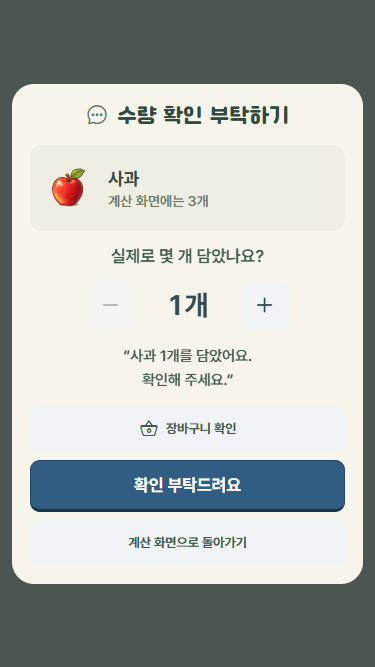 수량 확인 부탁하기
사과
계산 화면에는 3개
실제로 몇 개 담았나요?
1개
“사과 1개를 담았어요.
확인해 주세요.”
장바구니 확인
확인 부탁드려요
계산 화면으로 돌아가기